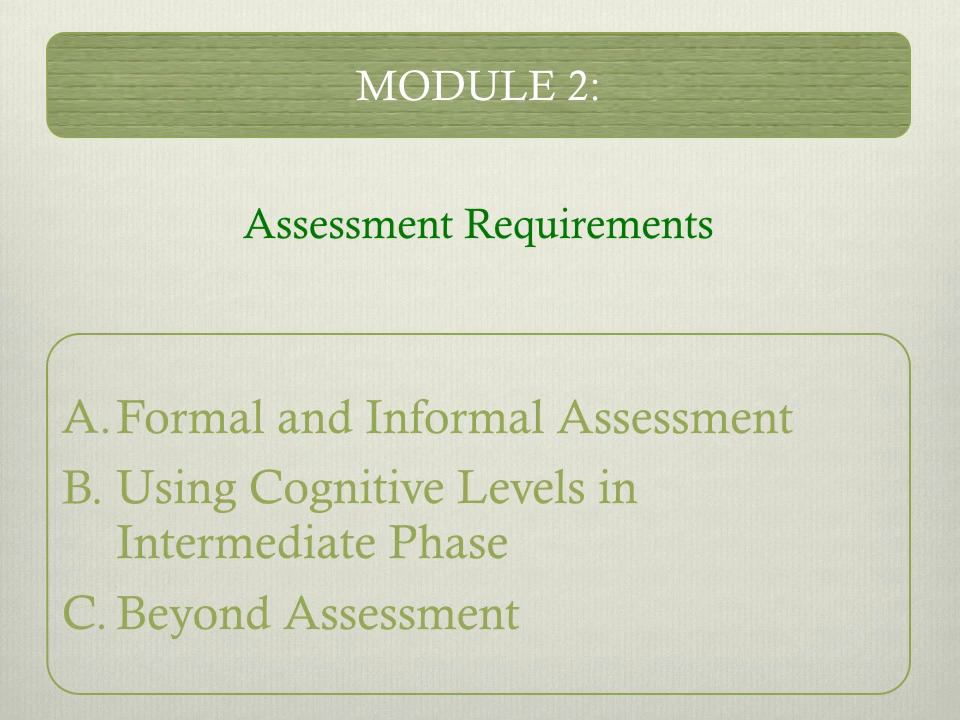 MODULE 2:
Assessment Requirements
A. Formal and Informal Assessment
B. Using Cognitive Levels in
Intermediate Phase
C. Beyond Assessment